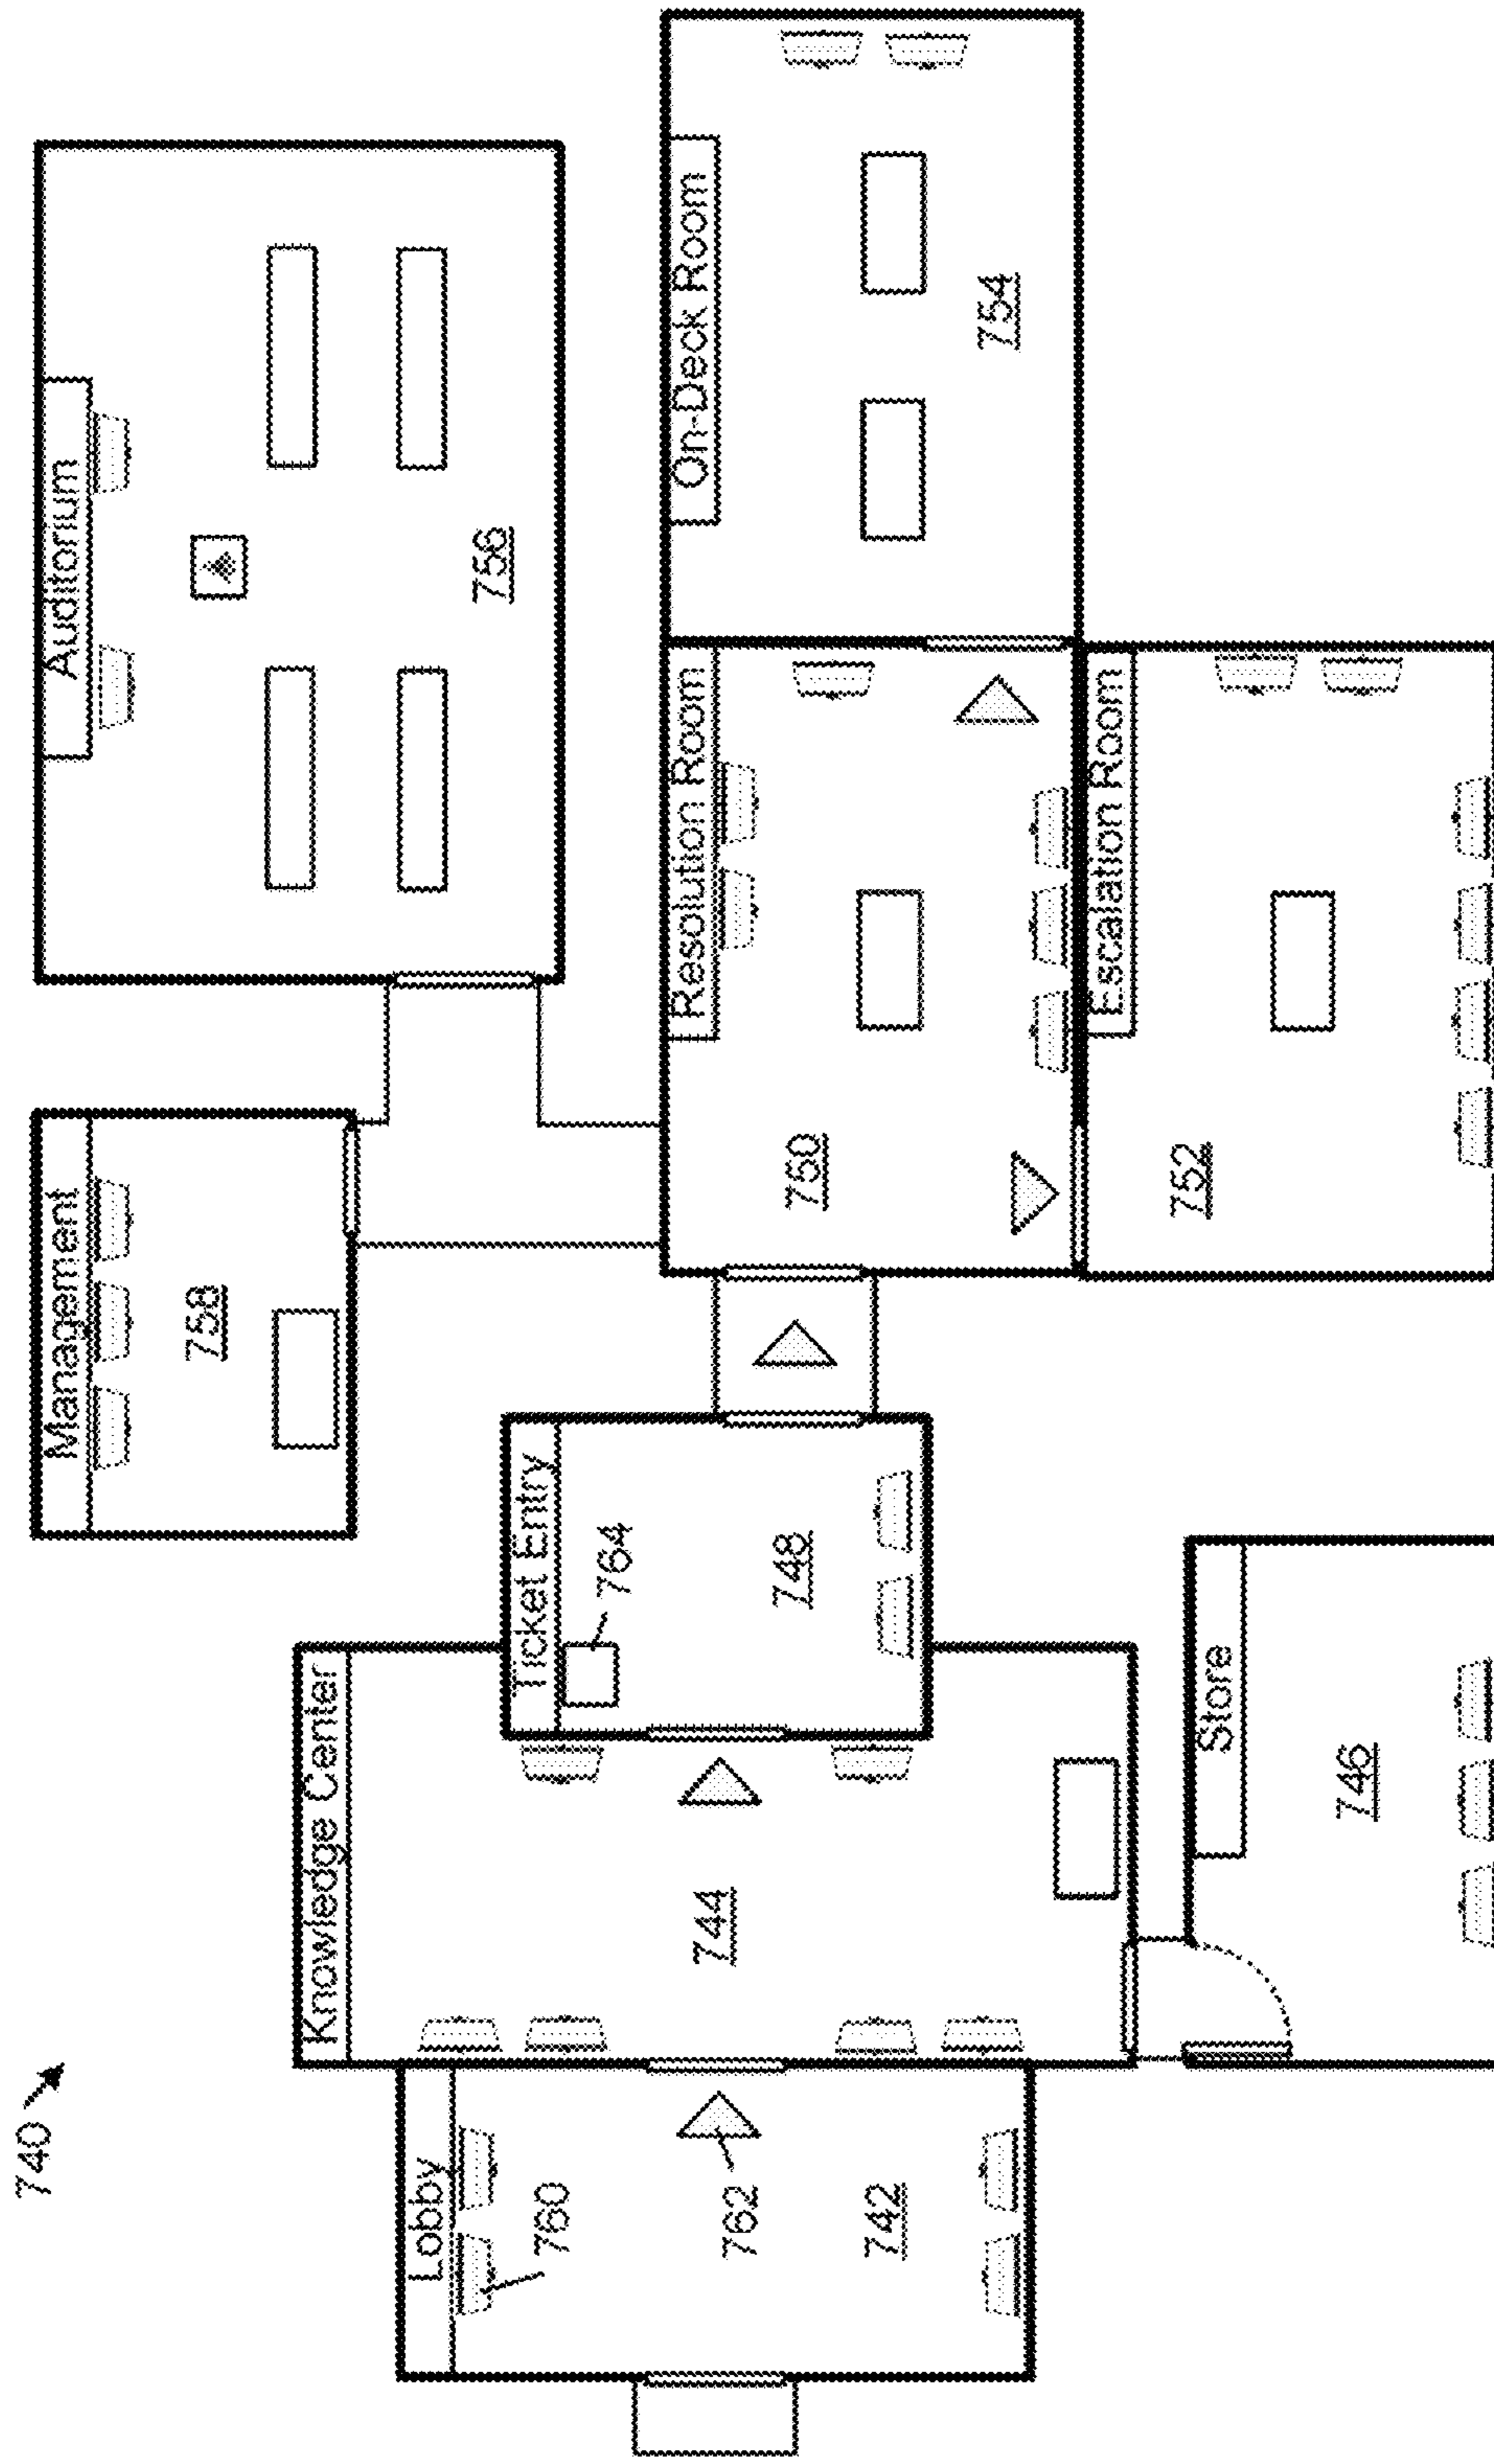 740
Management
758
Auditorium
756
Knowledge Center
744
Ticket Entry
764
748
Lobby
760
762
742
Resolution Room
750
On-Deck Room
754
Escalation Room
752
Store
746